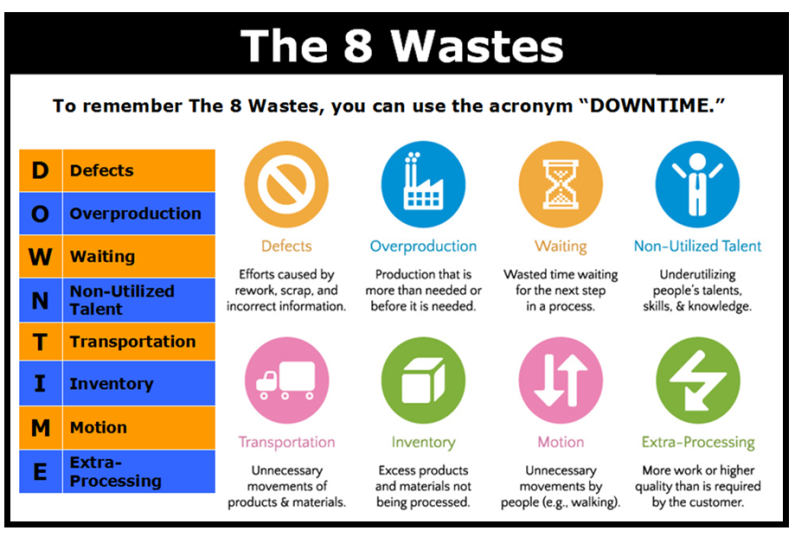 The 8 Wastes
To remember The 8 Wastes, you can use the acronym “DOWNTIME.”
D Defects
O Overproduction
W Waiting
N Non-Utilized
Talent
T Transportation
I Inventory
M Motion
E Extra-
Processing
Defects
Efforts caused by
rework, scrap, and
incorrect information.
Overproduction
Production that is
more than needed or
before it is needed.
Waiting
Wasted time waiting
for the next step
in a process.
Non-Utilized Talent
Underutilizing
people’s talents,
skills, & knowledge.
Transportation
Unnecessary
movements of
products & materials.
Inventory
Excess products
and materials not
being processed.
Motion
Unnecessary
movements by
people (e.g., walking).
Extra-Processing
More work or higher
quality than is required
by the customer.